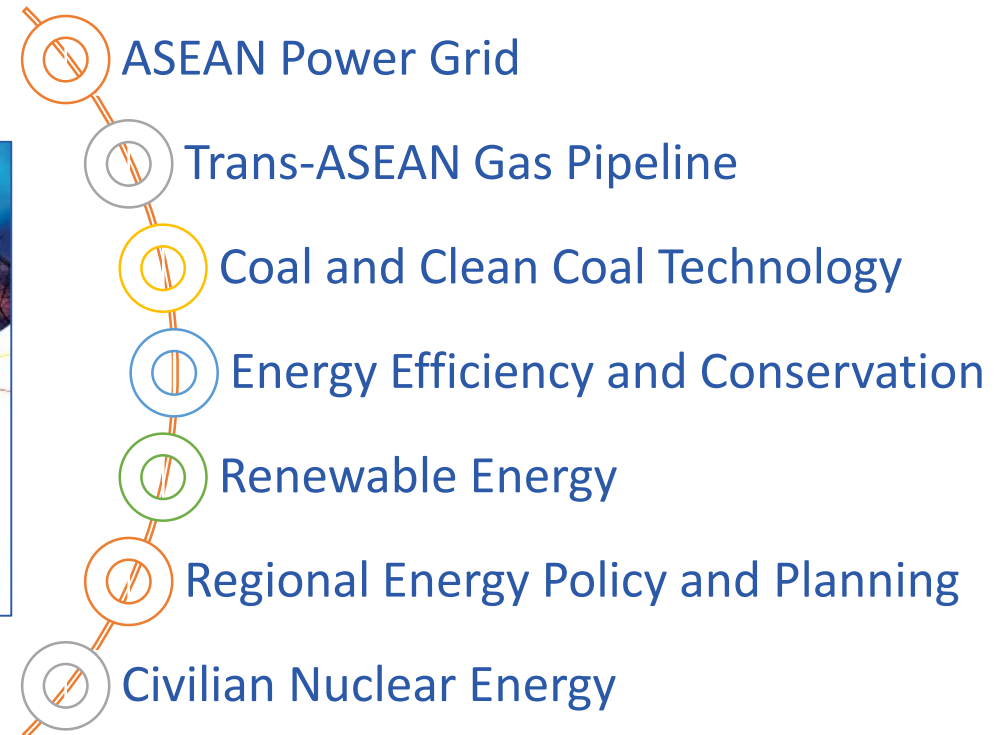 ASEAN Power Grid
Trans-ASEAN Gas Pipeline
Coal and Clean Coal Technology
Energy Efficiency and Conservation
Renewable Energy
Regional Energy Policy and Planning
Civilian Nuclear Energy